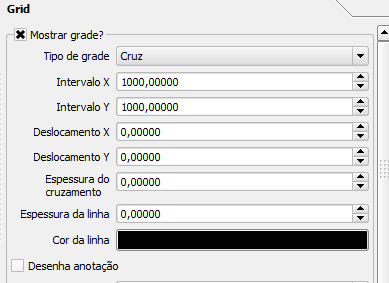 Grid
Mostrar grade?
Tipo de grade Cruz
Intervalo X 1000,00000
Intervalo Y 1000,00000
Deslocamento X 0,00000
Deslocamento Y 0,00000
Espessura do
cruzamento 0,00000
Espessura da linha 0,00000
Cor da linha
Desenha anotação